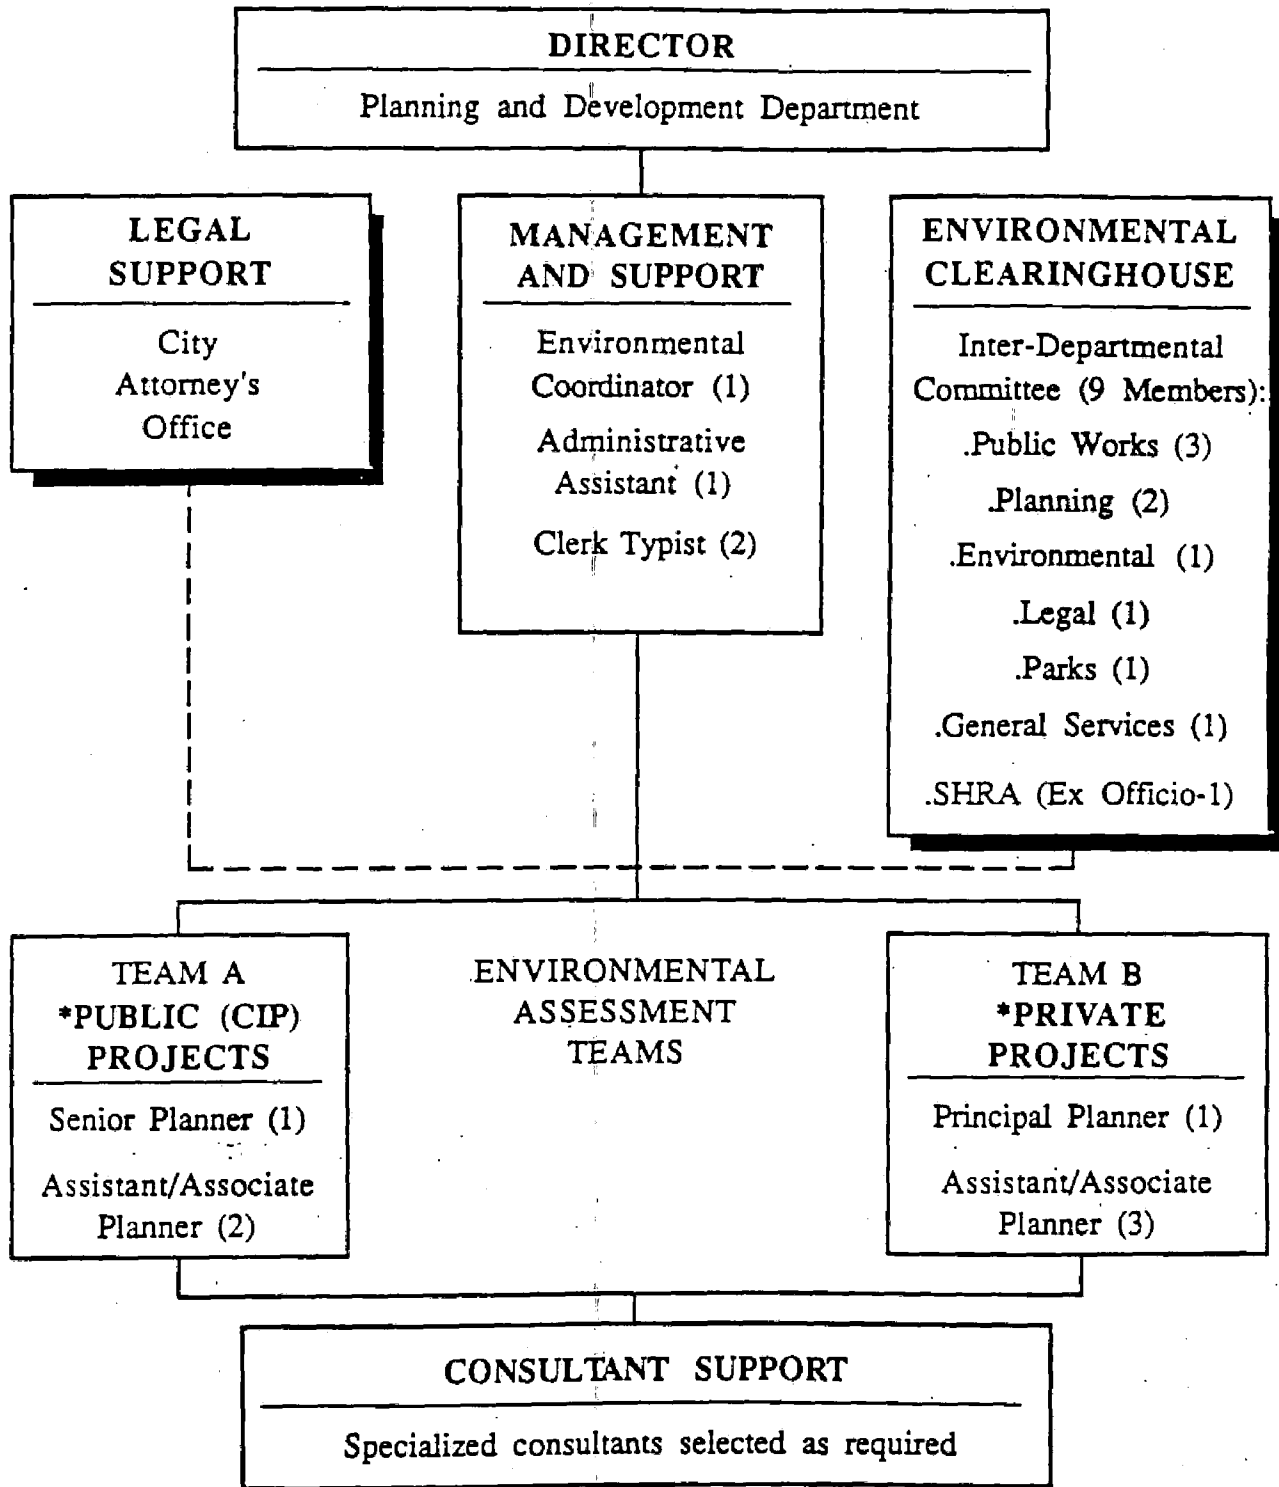 DIRECTOR
Planning and Development Department
LEGAL
SUPPORT
City
Attorney's
Office
MANAGEMENT
AND SUPPORT
Environmental
Coordinator (1)
Administrative
Assistant (1)
Clerk Typist (2)
ENVIRONMENTAL
CLEARINGHOUSE
Inter-Departmental
Committee (9 Members):
.Public Works (3)
.Planning (2)
.Environmental (1)
.Legal (1)
.Parks (1)
.General Services (1)
.SHRA (Ex Officio-1)
TEAM A
*PUBLIC (CIP)
PROJECTS
Senior Planner (1)
Assistant/Associate
Planner (2)
ENVIRONMENTAL
ASSESSMENT
TEAMS
TEAM B
*PRIVATE
PROJECTS
Principal Planner (1)
Assistant/Associate
Planner (3)
CONSULTANT SUPPORT
Specialized consultants selected as required